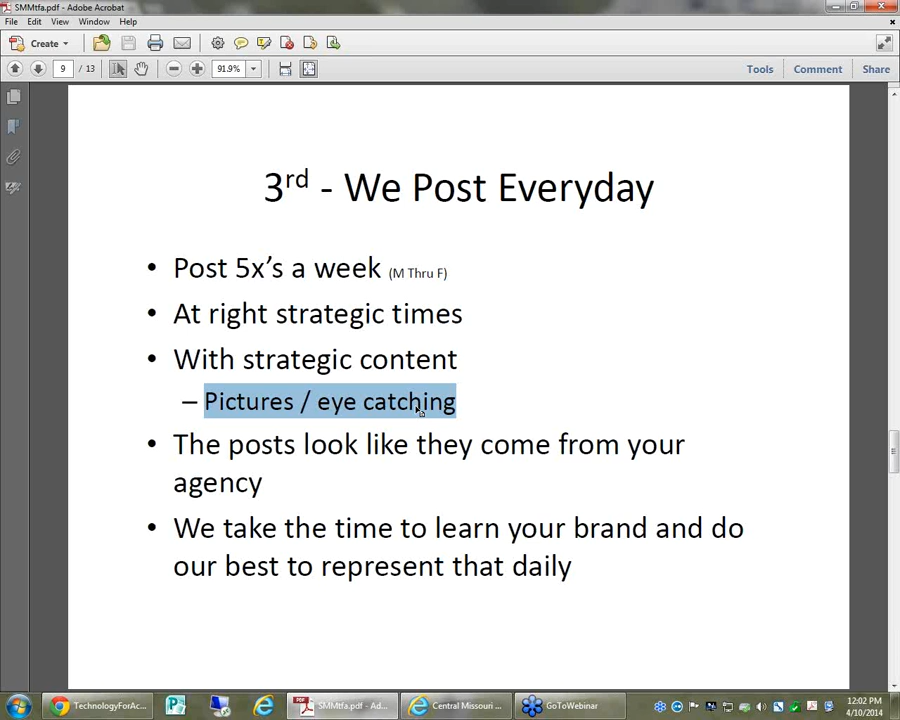 SMMtfa.pdf - Adobe Acrobat
File Edit View Window Help
Create
9 / 13 91.9% Tools Comment Share
3rd - We Post Everyday
• Post 5x's a week (M Thru F)
• At right strategic times
• With strategic content
– Pictures / eye catching
• The posts look like they come from your
agency
• We take the time to learn your brand and do
our best to represent that daily
TechnologyForAc... SMMtfa.pdf - Ad... Central Missouri ... GoToWebinar
12:02 PM
4/10/2014